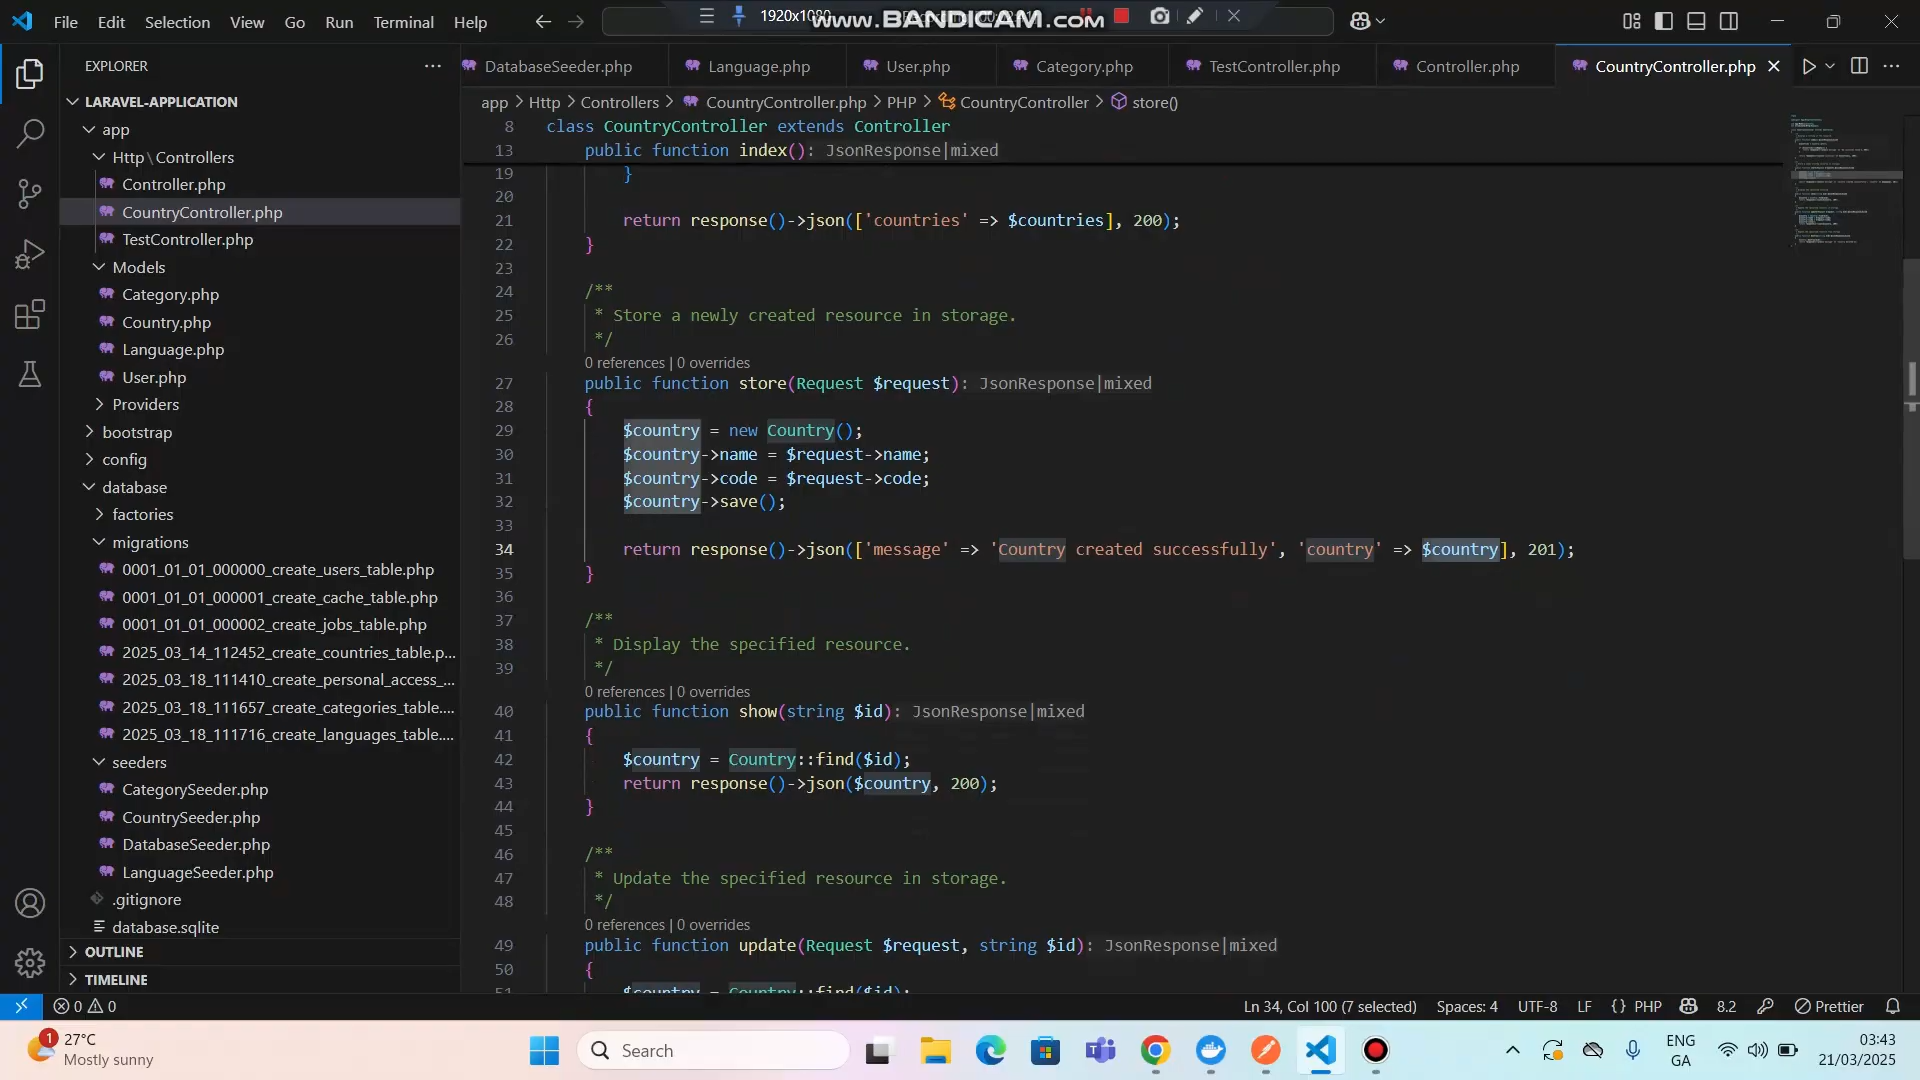 File Edit Selection View Go Run Terminal Help
1920x1080
www.BANDICAM.com
EXPLORER
LARAVEL-APPLICATION
app
Http\Controllers
Controller.php
CountryController.php
TestController.php
Models
Category.php
Country.php
Language.php
User.php
Providers
bootstrap
config
database
factories
migrations
0001_01_01_000000_create_users_table.php
0001_01_01_000001_create_cache_table.php
0001_01_01_000002_create_jobs_table.php
2025_03_14_112452_create_countries_table.p...
2025_03_18_111410_create_personal_access_...
2025_03_18_111657_create_categories_table....
2025_03_18_111716_create_languages_table....
seeders
CategorySeeder.php
CountrySeeder.php
DatabaseSeeder.php
LanguageSeeder.php
.gitignore
database.sqlite
OUTLINE
TIMELINE
DatabaseSeeder.php Language.php User.php Category.php TestController.php Controller.php CountryController.php
app > Http > Controllers > CountryController.php > PHP > CountryController > store()
8 class CountryController extends Controller
13 public function index(): JsonResponse|mixed
19 }
20
21 return response()->json(['countries' => $countries], 200);
22 }
23
24 /**
25 * Store a newly created resource in storage.
26 */
0 references | 0 overrides
27 public function store(Request $request): JsonResponse|mixed
28 {
29 $country = new Country();
30 $country->name = $request->name;
31 $country->code = $request->code;
32 $country->save();
33
34 return response()->json(['message' => 'Country created successfully', 'country' => $country], 201);
35 }
36
37 /**
38 * Display the specified resource.
39 */
0 references | 0 overrides
40 public function show(string $id): JsonResponse|mixed
41 {
42 $country = Country::find($id);
43 return response()->json($country, 200);
44 }
45
46 /**
47 * Update the specified resource in storage.
48 */
0 references | 0 overrides
49 public function update(Request $request, string $id): JsonResponse|mixed
50 {
51 $country = Country::find($id);
0 0
Ln 34, Col 100 (7 selected) Spaces: 4 UTF-8 LF {} PHP 8.2 Prettier
1
27°C
Mostly sunny
Search
ENG
GA
03:43
21/03/2025